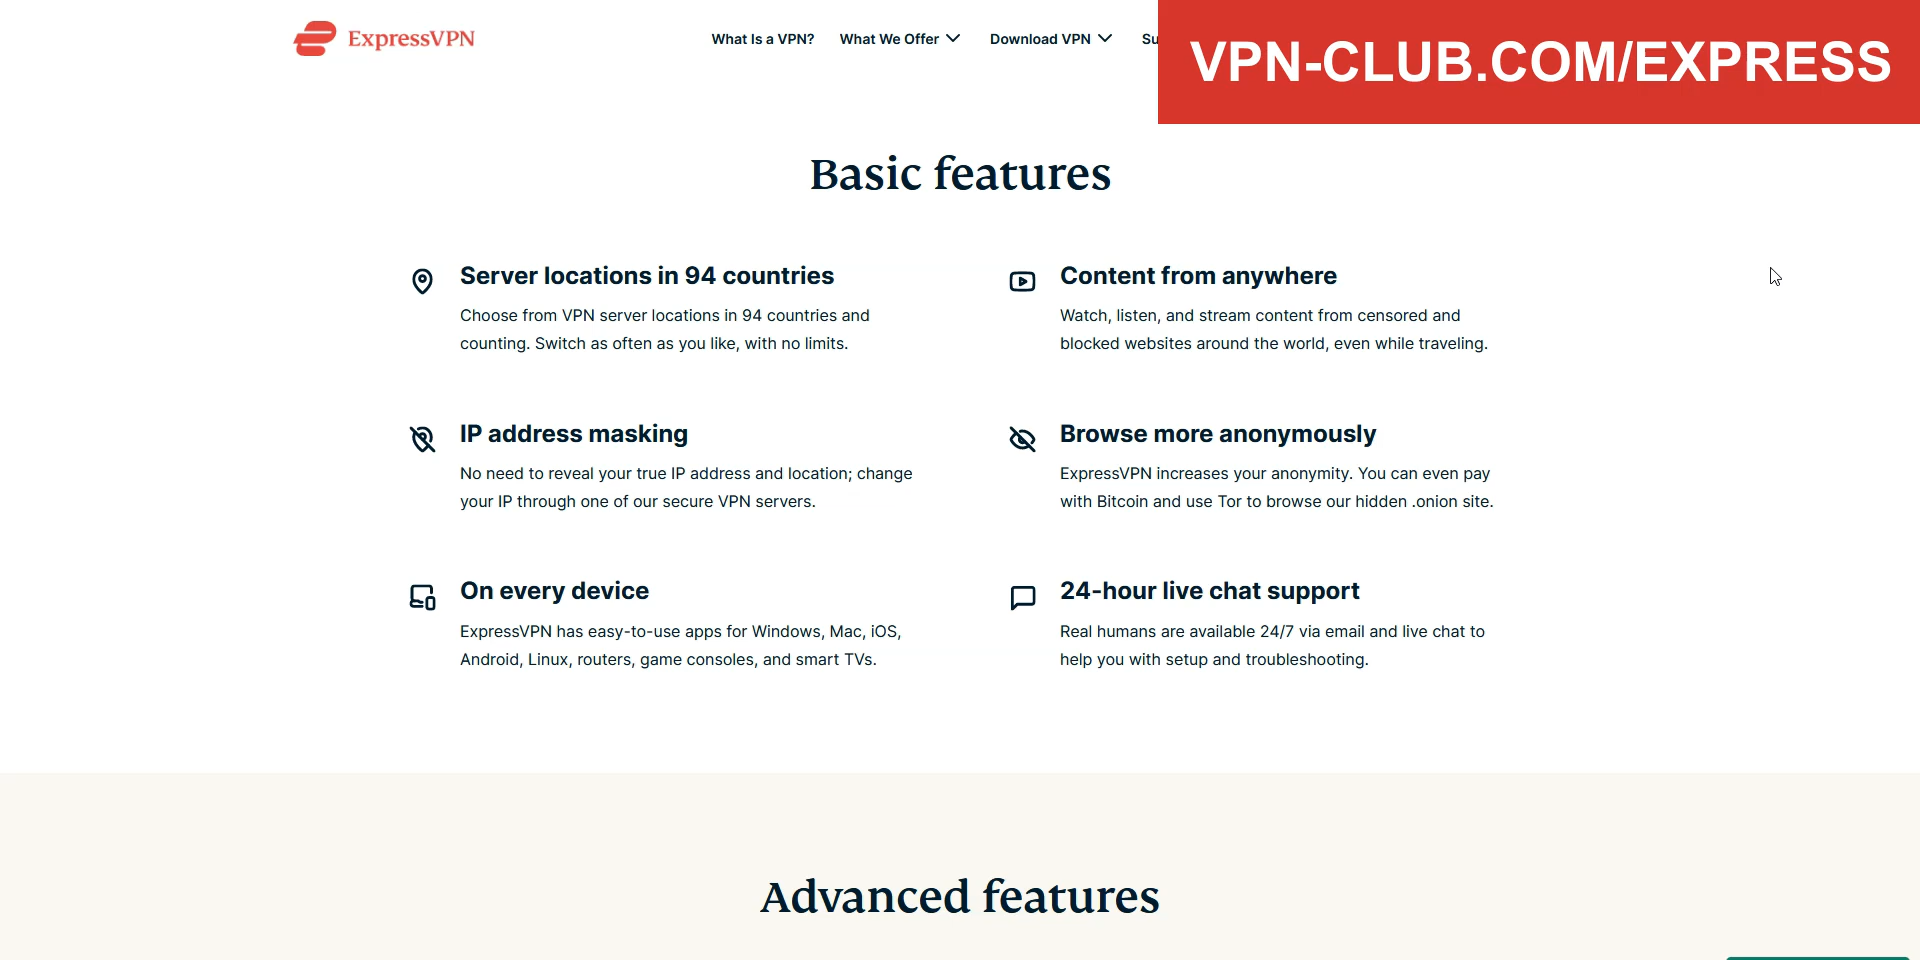 ExpressVPN
What Is a VPN?
What We Offer
Download VPN
Su
VPN-CLUB.COM/EXPRESS
Basic features
Server locations in 94 countries
Choose from VPN server locations in 94 countries and
counting. Switch as often as you like, with no limits.
Content from anywhere
Watch, listen, and stream content from censored and
blocked websites around the world, even while traveling.
IP address masking
No need to reveal your true IP address and location; change
your IP through one of our secure VPN servers.
Browse more anonymously
ExpressVPN increases your anonymity. You can even pay
with Bitcoin and use Tor to browse our hidden .onion site.
On every device
ExpressVPN has easy-to-use apps for Windows, Mac, iOS,
Android, Linux, routers, game consoles, and smart TVs.
24-hour live chat support
Real humans are available 24/7 via email and live chat to
help you with setup and troubleshooting.
Advanced features